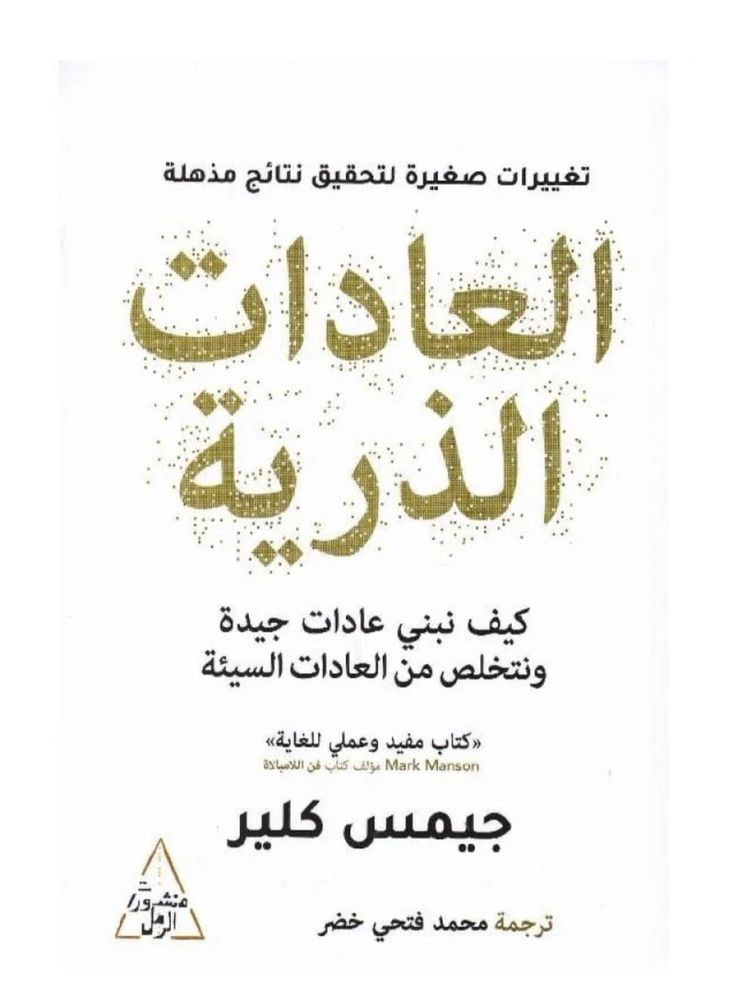 تغييرات صغيرة لتحقيق نتائج مذهلة
العادات
الذرية
كيف نبني عادات جيدة
ونتخلص من العادات السيئة
«كتاب مفيد وعملي للغاية»
Mark Manson مؤلف كتاب فن اللامبالاة
جيمس كلير
منشورات
الرمل
ترجمة محمد فتحي خضر